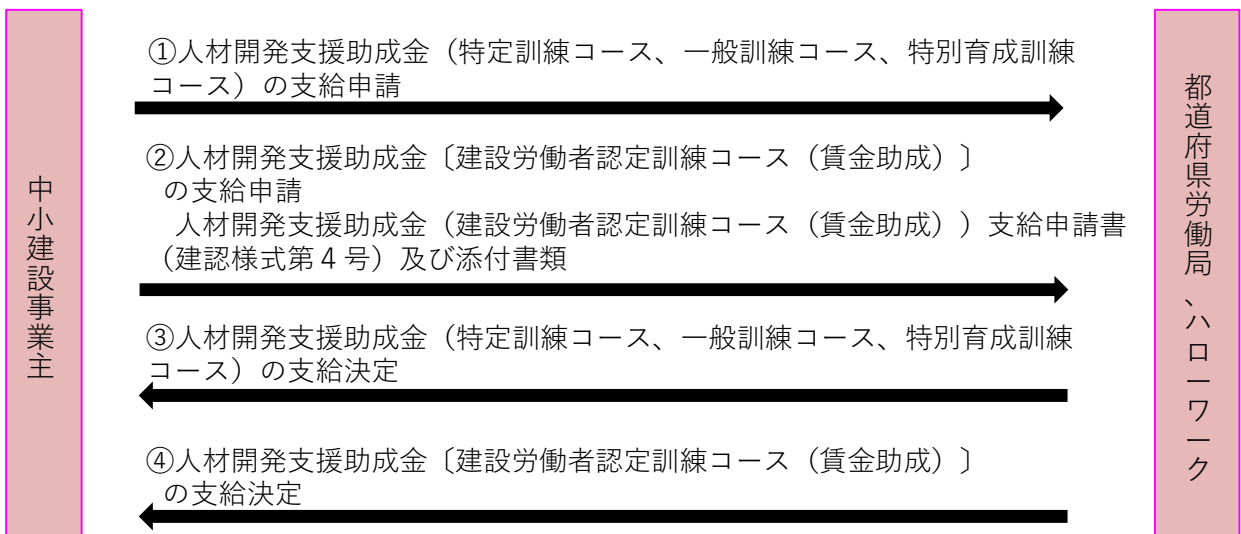 中小建設事業主
①人材開発支援助成金（特定訓練コース、一般訓練コース、特別育成訓練
コース）の支給申請
②人材開発支援助成金〔建設労働者認定訓練コース（賃金助成）〕
の支給申請
人材開発支援助成金（建設労働者認定訓練コース（賃金助成））支給申請書
（建認様式第４号）及び添付書類
③人材開発支援助成金（特定訓練コース、一般訓練コース、特別育成訓練
コース）の支給決定
④人材開発支援助成金〔建設労働者認定訓練コース（賃金助成）〕
の支給決定
都道府県労働局、ハローワーク